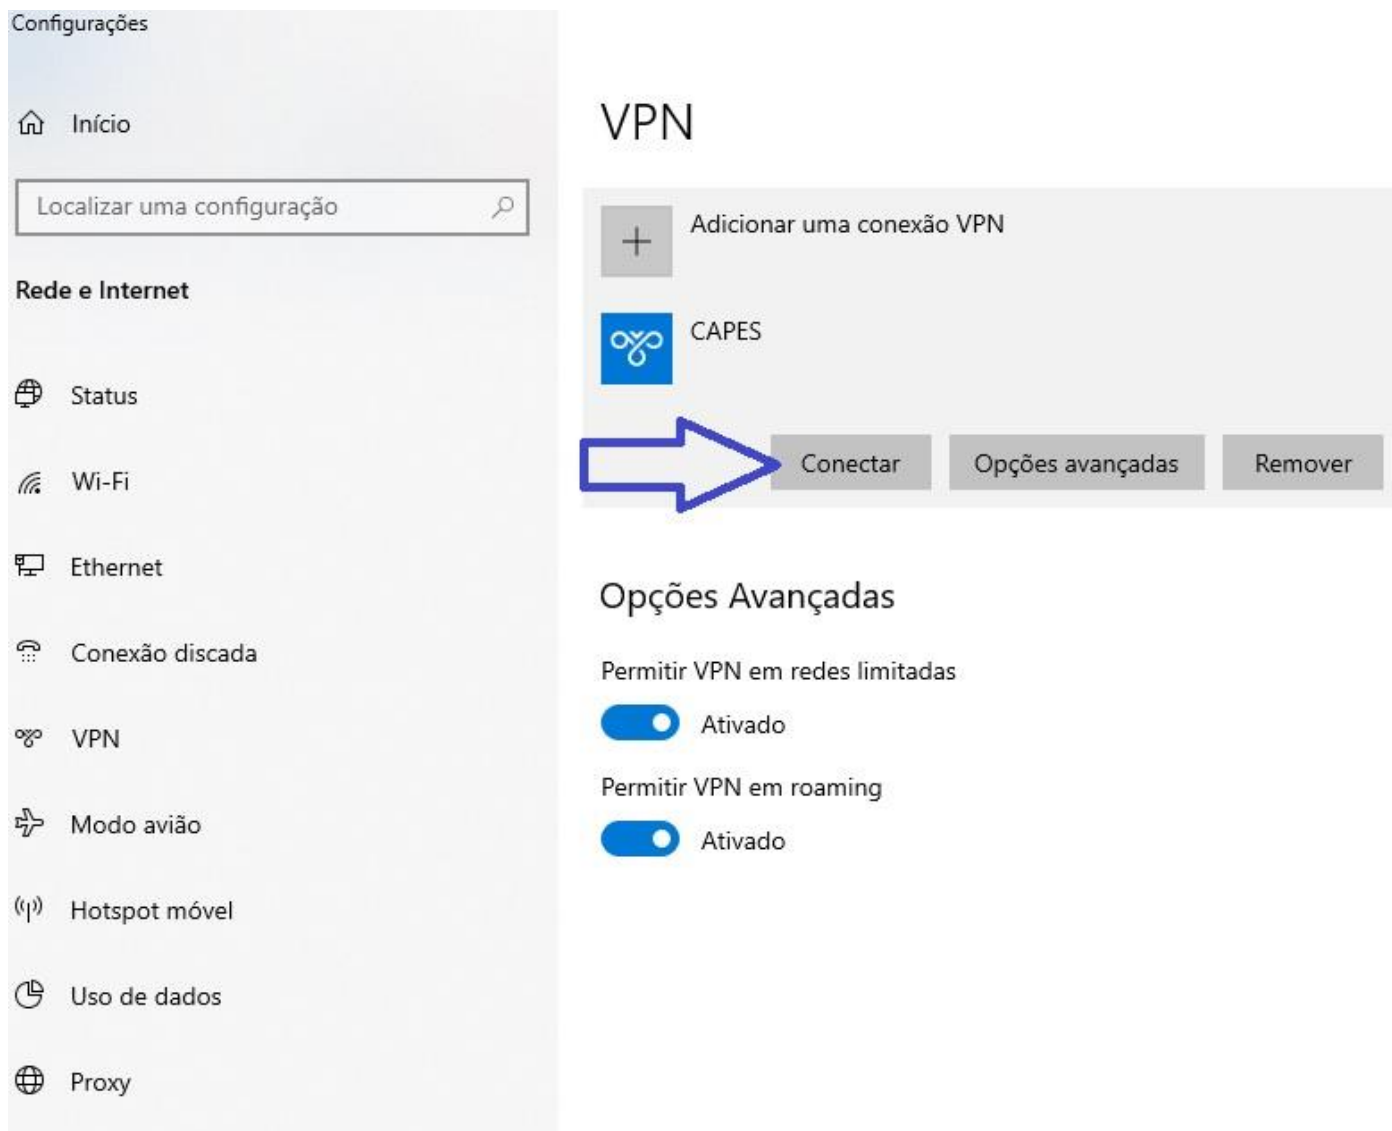 Configurações
Início
Localizar uma configuração
Rede e Internet
Status
Wi-Fi
Ethernet
Conexão discada
VPN
Modo avião
Hotspot móvel
Uso de dados
Proxy
VPN
Adicionar uma conexão VPN
CAPES
Conectar Opções avançadas Remover
Opções Avançadas
Permitir VPN em redes limitadas
Ativado
Permitir VPN em roaming
Ativado